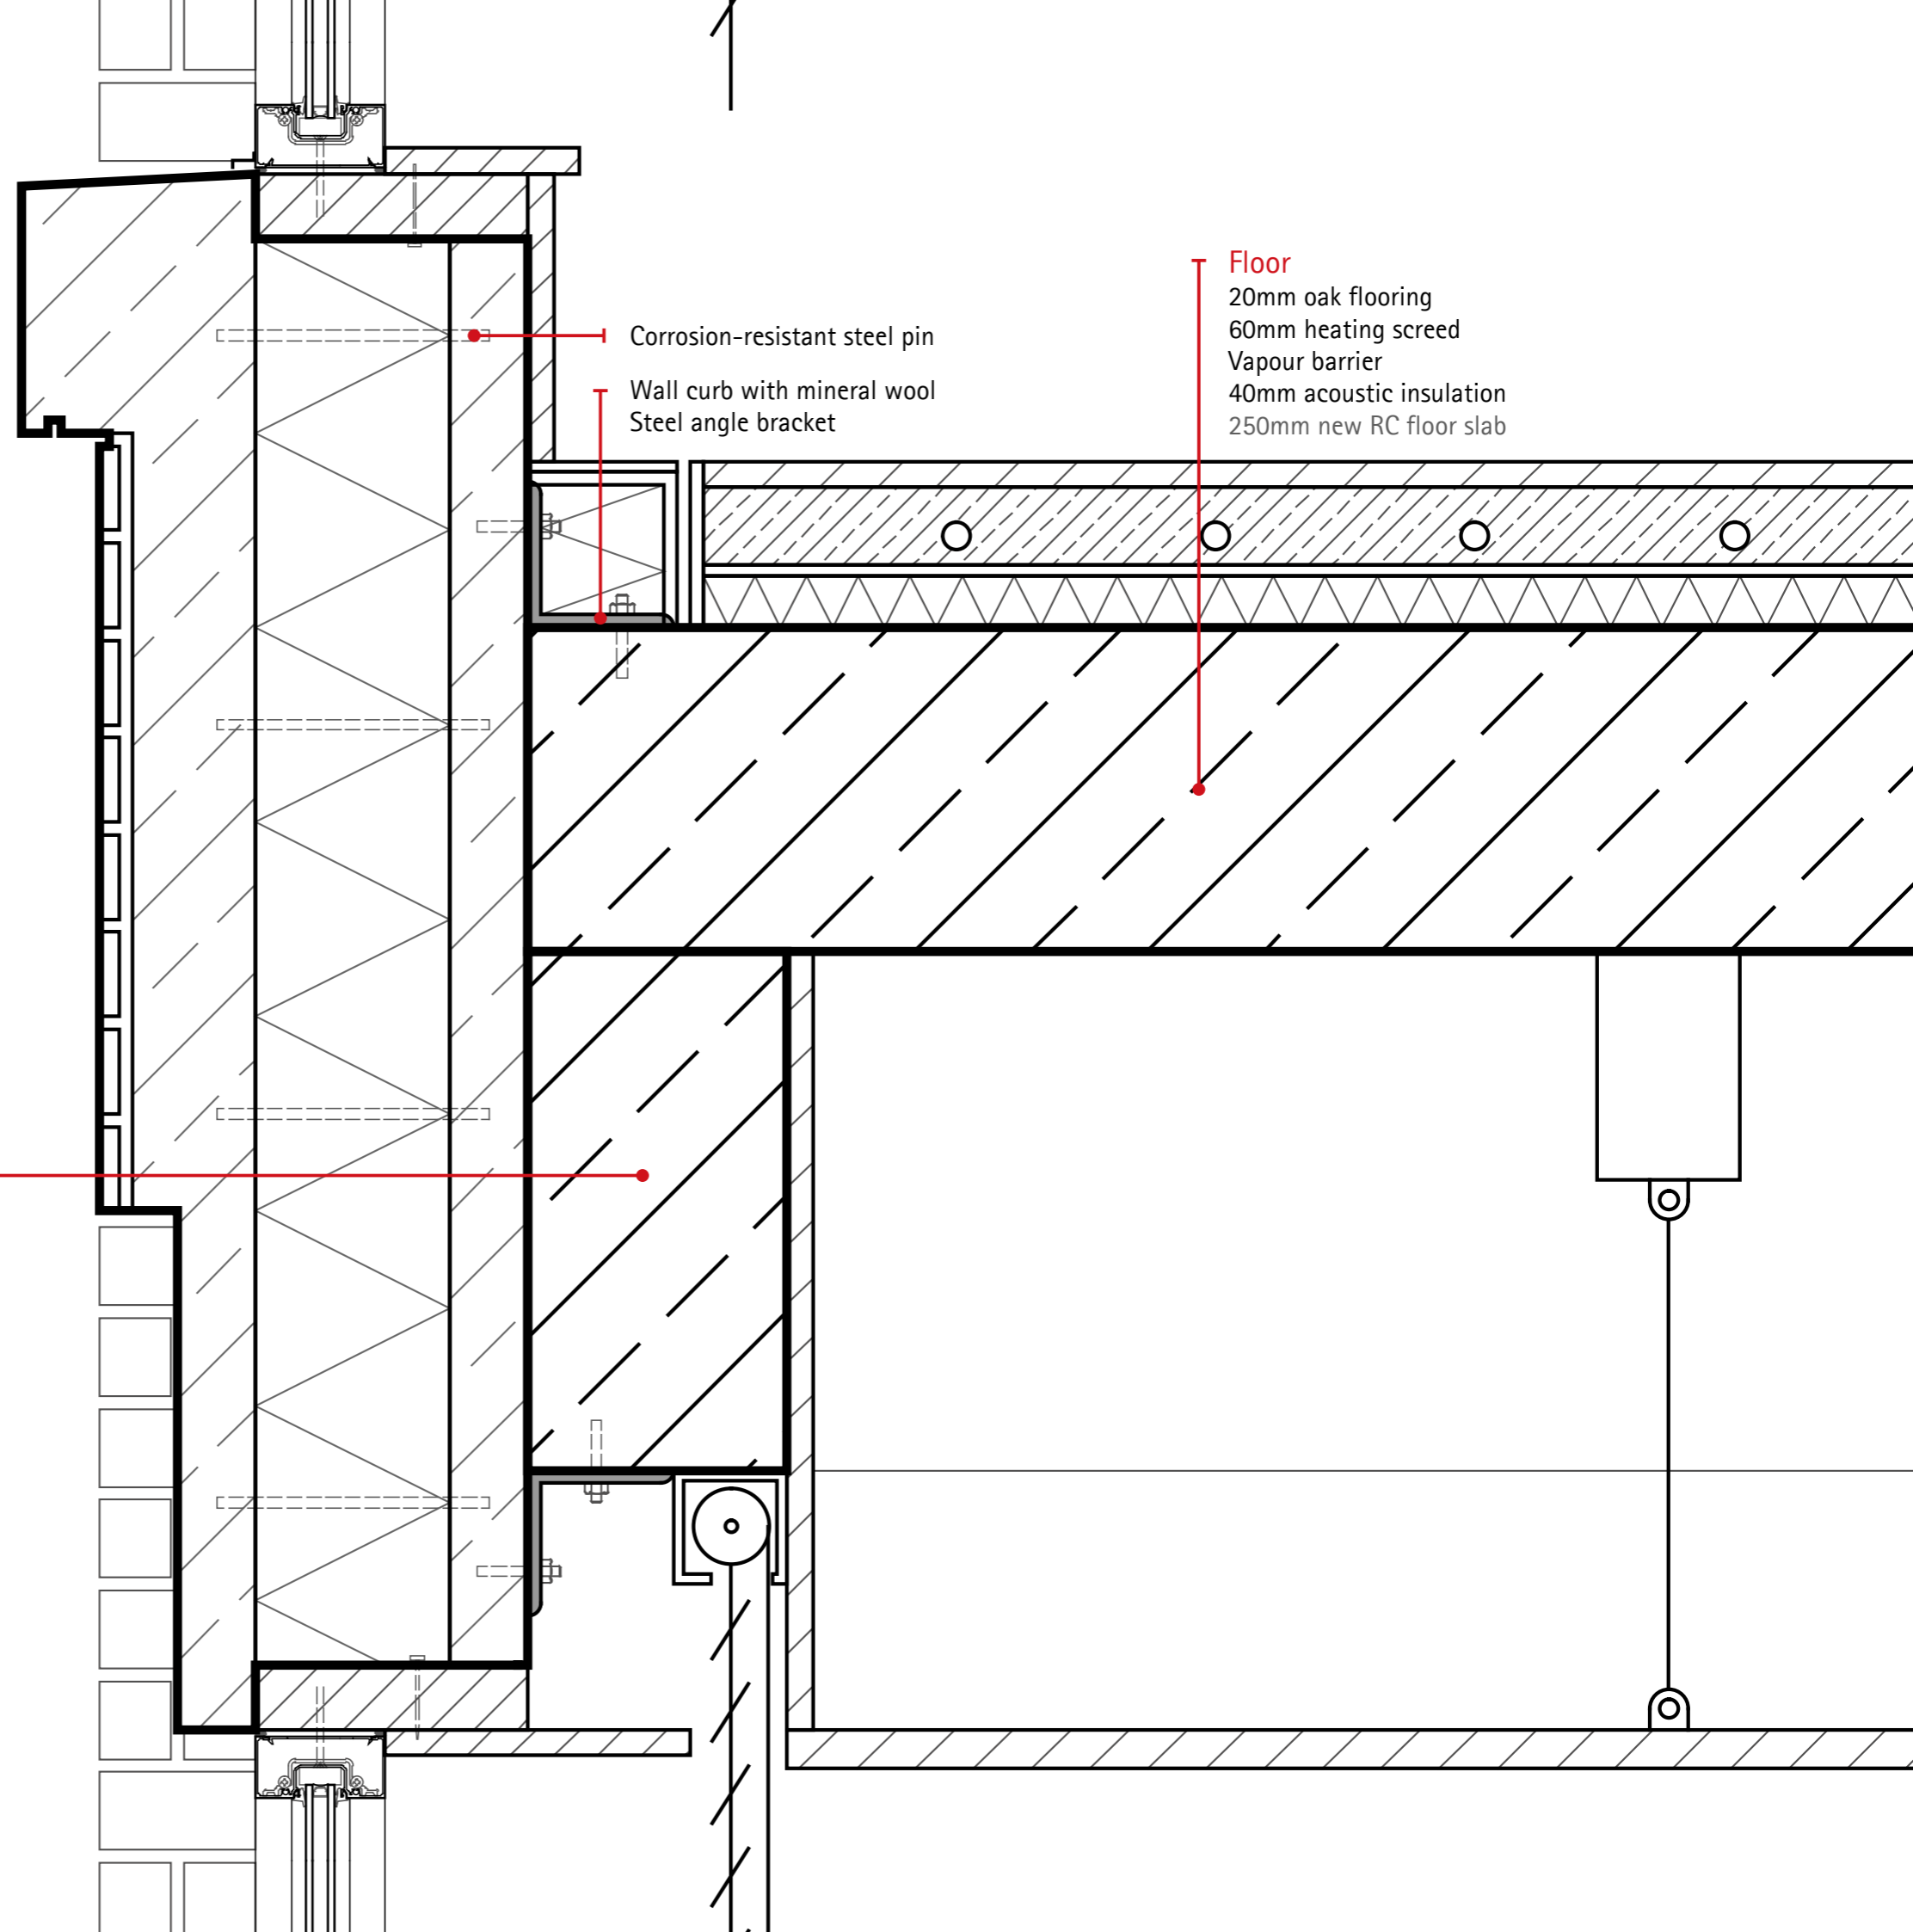 Floor
20mm oak flooring
60mm heating screed
Vapour barrier
40mm acoustic insulation
250mm new RC floor slab
Corrosion-resistant steel pin
Wall curb with mineral wool
Steel angle bracket